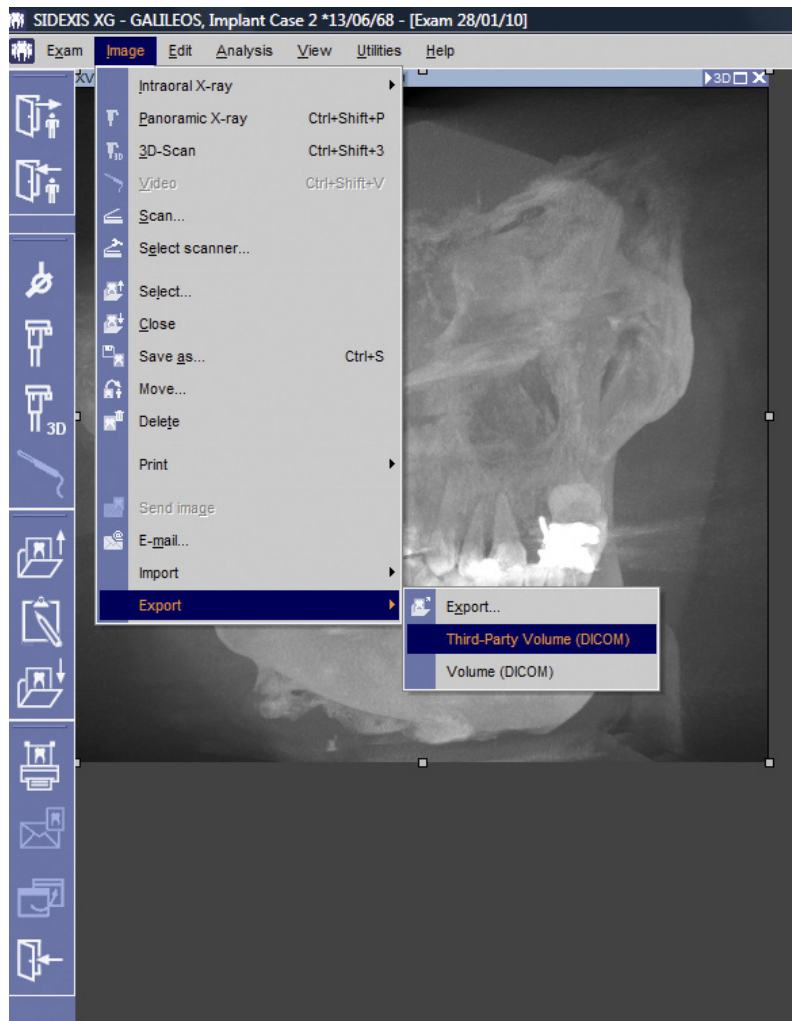 SIDEXIS XG - GALILEOS, Implant Case 2 *13/06/68 - [Exam 28/01/10]
Exam Image Edit Analysis View Utilities Help
XV
3D
Intraoral X-ray
Panoramic X-ray Ctrl+Shift+P
3D-Scan Ctrl+Shift+3
Video Ctrl+Shift+V
Scan...
Select scanner...
Select...
Close
Save as... Ctrl+S
Move...
Delete
Print
Send image
E-mail...
Import
Export
Export...
Third-Party Volume (DICOM)
Volume (DICOM)
3D